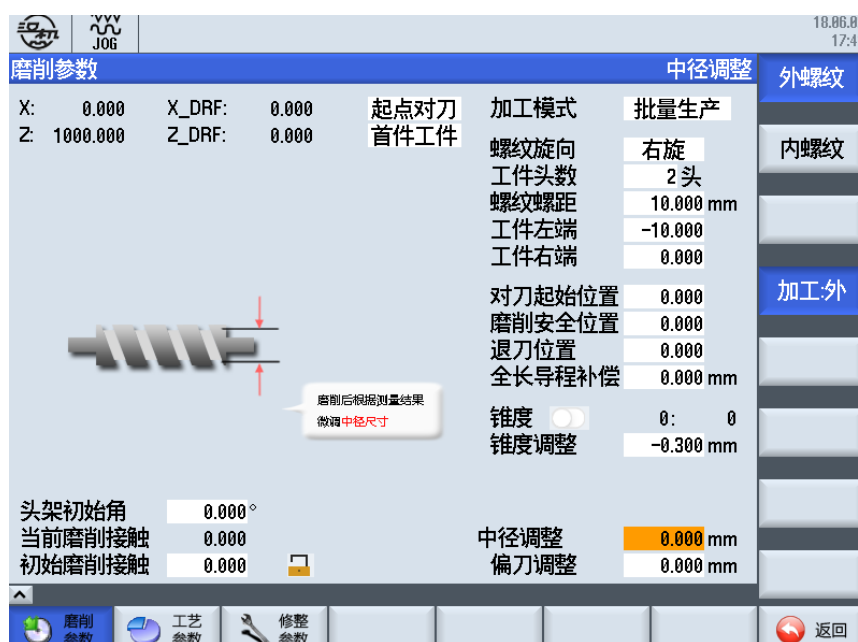 汉机
JOG
18.06.0
17:4
磨削参数 中径调整
X: 0.000 X_DRF: 0.000 起点对刀
Z: 1000.000 Z_DRF: 0.000 首件工件
加工模式 批量生产
螺纹旋向 右旋
工件头数 2 头
螺纹螺距 10.000 mm
工件左端 -10.000
工件右端 0.000
对刀起始位置 0.000
磨削安全位置 0.000
退刀位置 0.000
全长导程补偿 0.000 mm
锥度 0: 0
锥度调整 -0.300 mm
磨削后根据测量结果
微调中径尺寸
头架初始角 0.000°
当前磨削接触 0.000
初始磨削接触 0.000
中径调整 0.000 mm
偏刀调整 0.000 mm
外螺纹
内螺纹
加工:外
磨削
参数
工艺
参数
修整
参数
返回